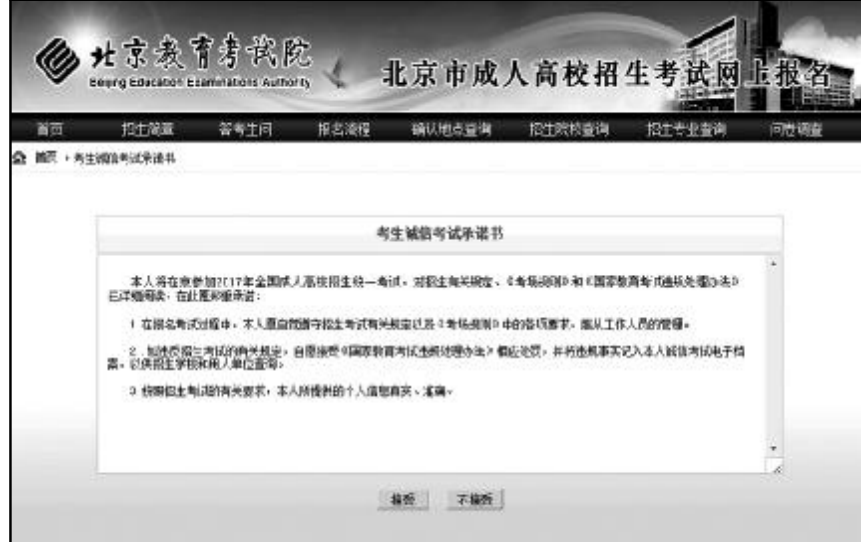 北京教育考试院
Beijing Education Examinations Authority
北京市成人高校招生考试网上报名
首页 招生简章 答考生问 报名流程 确认地点查询 招生院校查询 招生专业查询 问卷调查
首页 › 考生诚信考试承诺书
考生诚信考试承诺书
本人将在京参加2017年全国成人高校招生统一考试。对招生有关规定、《考场规则》和《国家教育考试违规处理办法》
已详细阅读，在此愿郑重承诺：
1 在报名考试过程中，本人愿自觉遵守招生考试有关规定以及《考场规则》中的各项要求，服从工作人员的管理。
2 .如违反招生考试的有关规定，自愿接受《国家教育考试违规处理办法》相应处罚，并将违规事实记入本人诚信考试电子档
案，以供招生学校和用人单位查询。
3 按照招生考试的有关要求，本人所提供的个人信息真实、准确。
接受 不接受